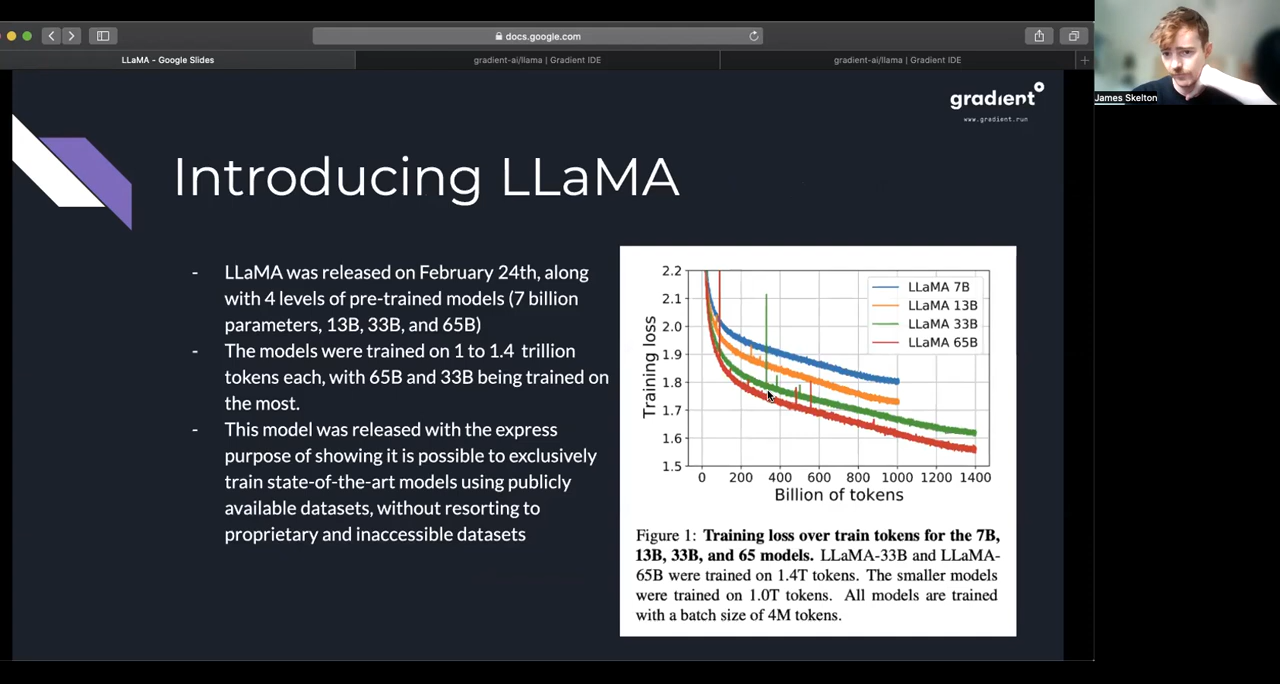 docs.google.com
LLaMA - Google Slides
gradient-ai/llama | Gradient IDE
gradient-ai/llama | Gradient IDE
James Skelton
gradient
www.gradient.run
Introducing LLaMA
- LLaMA was released on February 24th, along
with 4 levels of pre-trained models (7 billion
parameters, 13B, 33B, and 65B)
- The models were trained on 1 to 1.4 trillion
tokens each, with 65B and 33B being trained on
the most.
- This model was released with the express
purpose of showing it is possible to exclusively
train state-of-the-art models using publicly
available datasets, without resorting to
proprietary and inaccessible datasets
2.2
2.1
2.0
1.9
1.8
1.7
1.6
1.5
Training loss
LLaMA 7B
LLaMA 13B
LLaMA 33B
LLaMA 65B
0 200 400 600 800 1000 1200 1400
Billion of tokens
Figure 1: Training loss over train tokens for the 7B,
13B, 33B, and 65 models. LLaMA-33B and LLaMA-
65B were trained on 1.4T tokens. The smaller models
were trained on 1.0T tokens. All models are trained
with a batch size of 4M tokens.